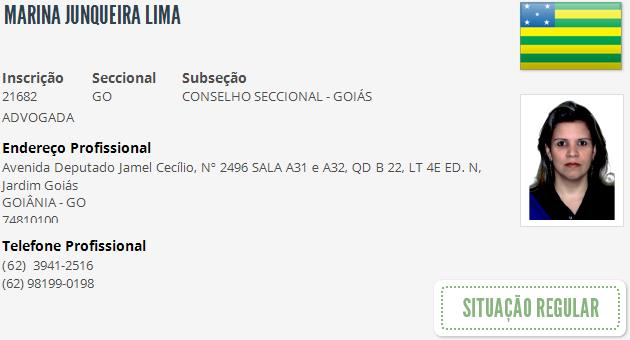 MARINA JUNQUEIRA LIMA
Inscrição Seccional Subseção
21682 GO CONSELHO SECCIONAL - GOIÁS
ADVOGADA
Endereço Profissional
Avenida Deputado Jamel Cecílio, Nº 2496 SALA A31 e A32, QD B 22, LT 4E ED. N,
Jardim Goiás
GOIÂNIA - GO
74810100
Telefone Profissional
(62) 3941-2516
(62) 98199-0198
SITUAÇÃO REGULAR